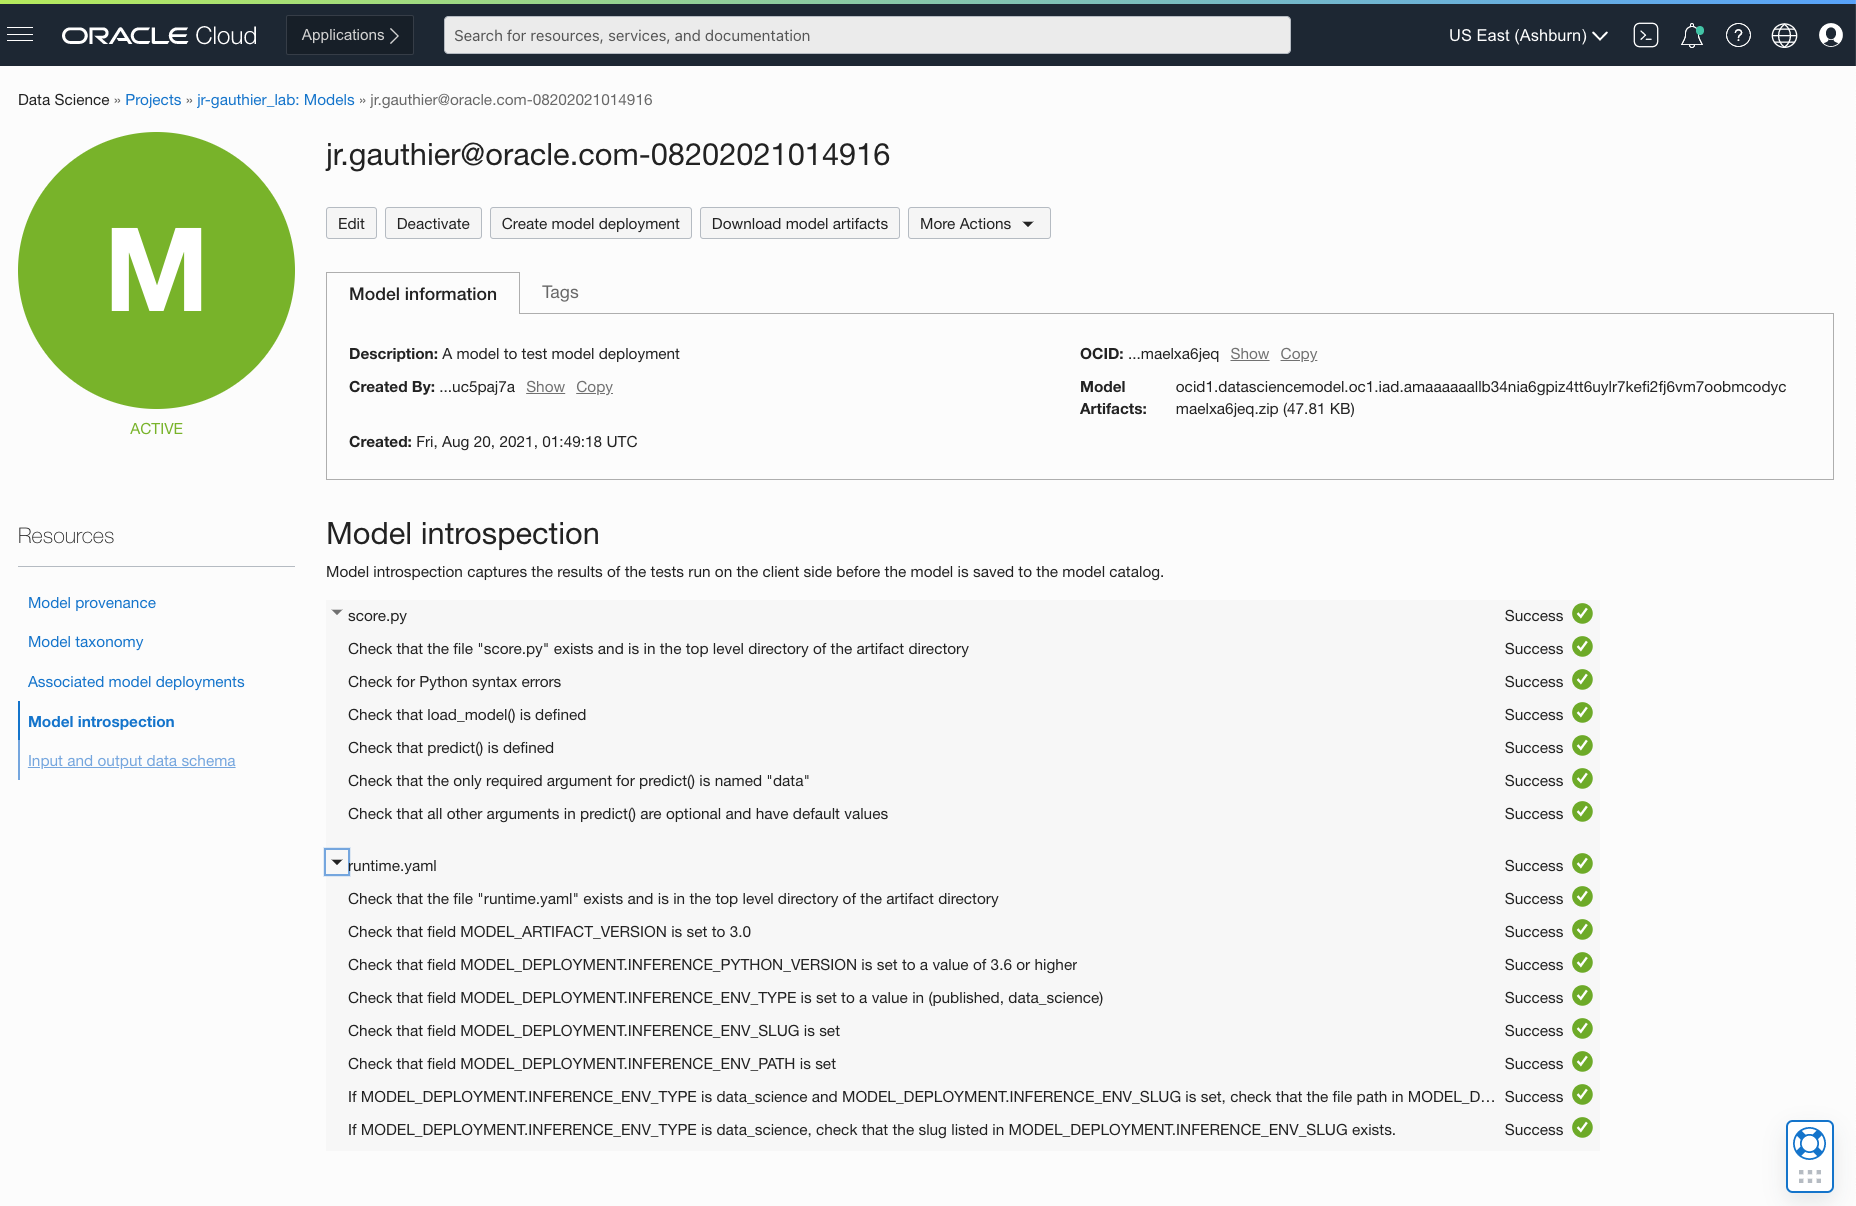 ORACLE Cloud
Applications
Search for resources, services, and documentation
US East (Ashburn)
Data Science » Projects » jr-gauthier_lab: Models » jr.gauthier@oracle.com-08202021014916
M
ACTIVE
jr.gauthier@oracle.com-08202021014916
Edit
Deactivate
Create model deployment
Download model artifacts
More Actions
Model information
Tags
Description: A model to test model deployment
Created By: ...uc5paj7a Show Copy
Created: Fri, Aug 20, 2021, 01:49:18 UTC
OCID: ...maelxa6jeq Show Copy
Model Artifacts: ocid1.datasciencemodel.oc1.iad.amaaaaaallb34nia6gpiz4tt6uylr7kefi2fj6vm7oobmcodyc
maelxa6jeq.zip (47.81 KB)
Resources
Model provenance
Model taxonomy
Associated model deployments
Model introspection
Input and output data schema
Model introspection
Model introspection captures the results of the tests run on the client side before the model is saved to the model catalog.
score.py Success
Check that the file "score.py" exists and is in the top level directory of the artifact directory Success
Check for Python syntax errors Success
Check that load_model() is defined Success
Check that predict() is defined Success
Check that the only required argument for predict() is named "data" Success
Check that all other arguments in predict() are optional and have default values Success
runtime.yaml Success
Check that the file "runtime.yaml" exists and is in the top level directory of the artifact directory Success
Check that field MODEL_ARTIFACT_VERSION is set to 3.0 Success
Check that field MODEL_DEPLOYMENT.INFERENCE_PYTHON_VERSION is set to a value of 3.6 or higher Success
Check that field MODEL_DEPLOYMENT.INFERENCE_ENV_TYPE is set to a value in (published, data_science) Success
Check that field MODEL_DEPLOYMENT.INFERENCE_ENV_SLUG is set Success
Check that field MODEL_DEPLOYMENT.INFERENCE_ENV_PATH is set Success
If MODEL_DEPLOYMENT.INFERENCE_ENV_TYPE is data_science and MODEL_DEPLOYMENT.INFERENCE_ENV_SLUG is set, check that the file path in MODEL_D... Success
If MODEL_DEPLOYMENT.INFERENCE_ENV_TYPE is data_science, check that the slug listed in MODEL_DEPLOYMENT.INFERENCE_ENV_SLUG exists. Success